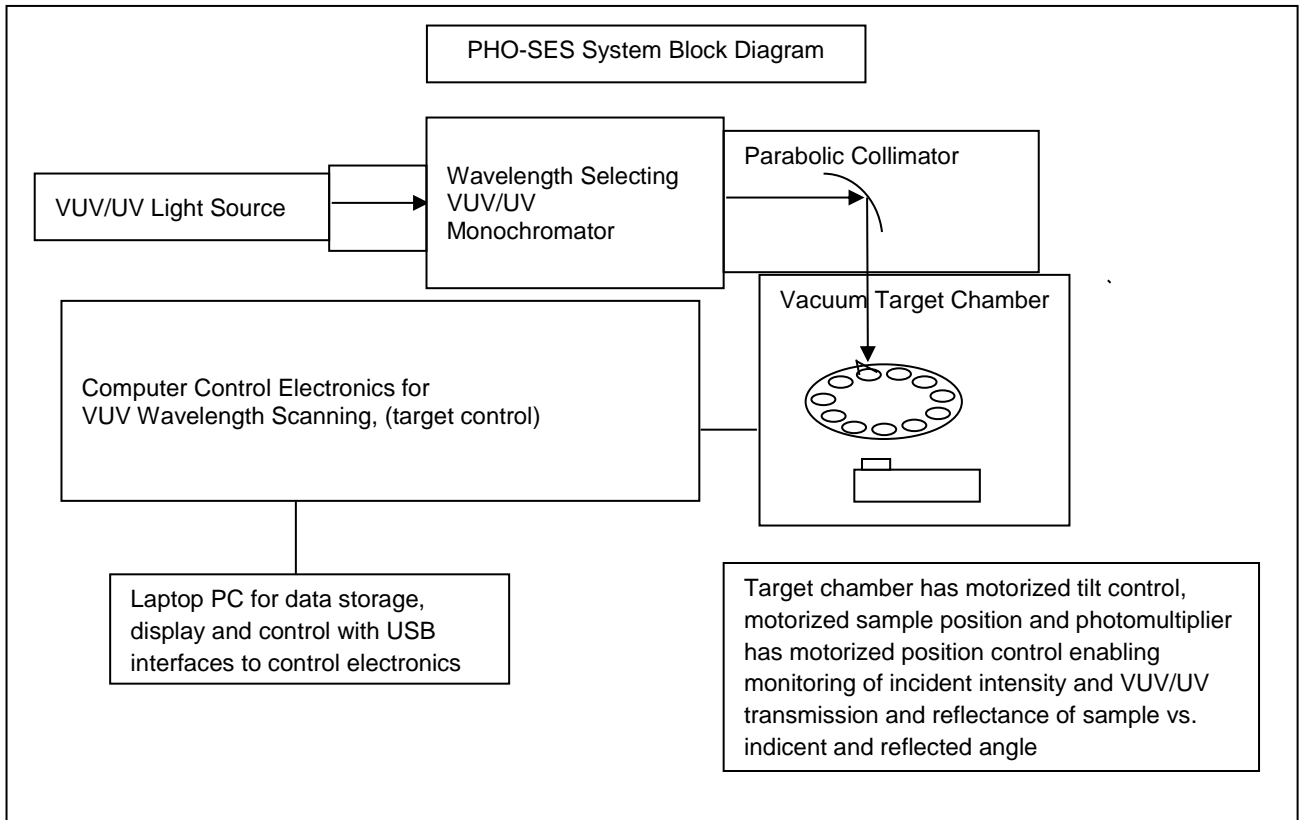 PHO-SES System Block Diagram
Parabolic Collimator
Wavelength Selecting
VUV/UV
Monochromator
VUV/UV Light Source
Vacuum Target Chamber
Computer Control Electronics for
VUV Wavelength Scanning, (target control)
Laptop PC for data storage,
display and control with USB
interfaces to control electronics
Target chamber has motorized tilt control,
motorized sample position and photomultiplier
has motorized position control enabling
monitoring of incident intensity and VUV/UV
transmission and reflectance of sample vs.
indicent and reflected angle